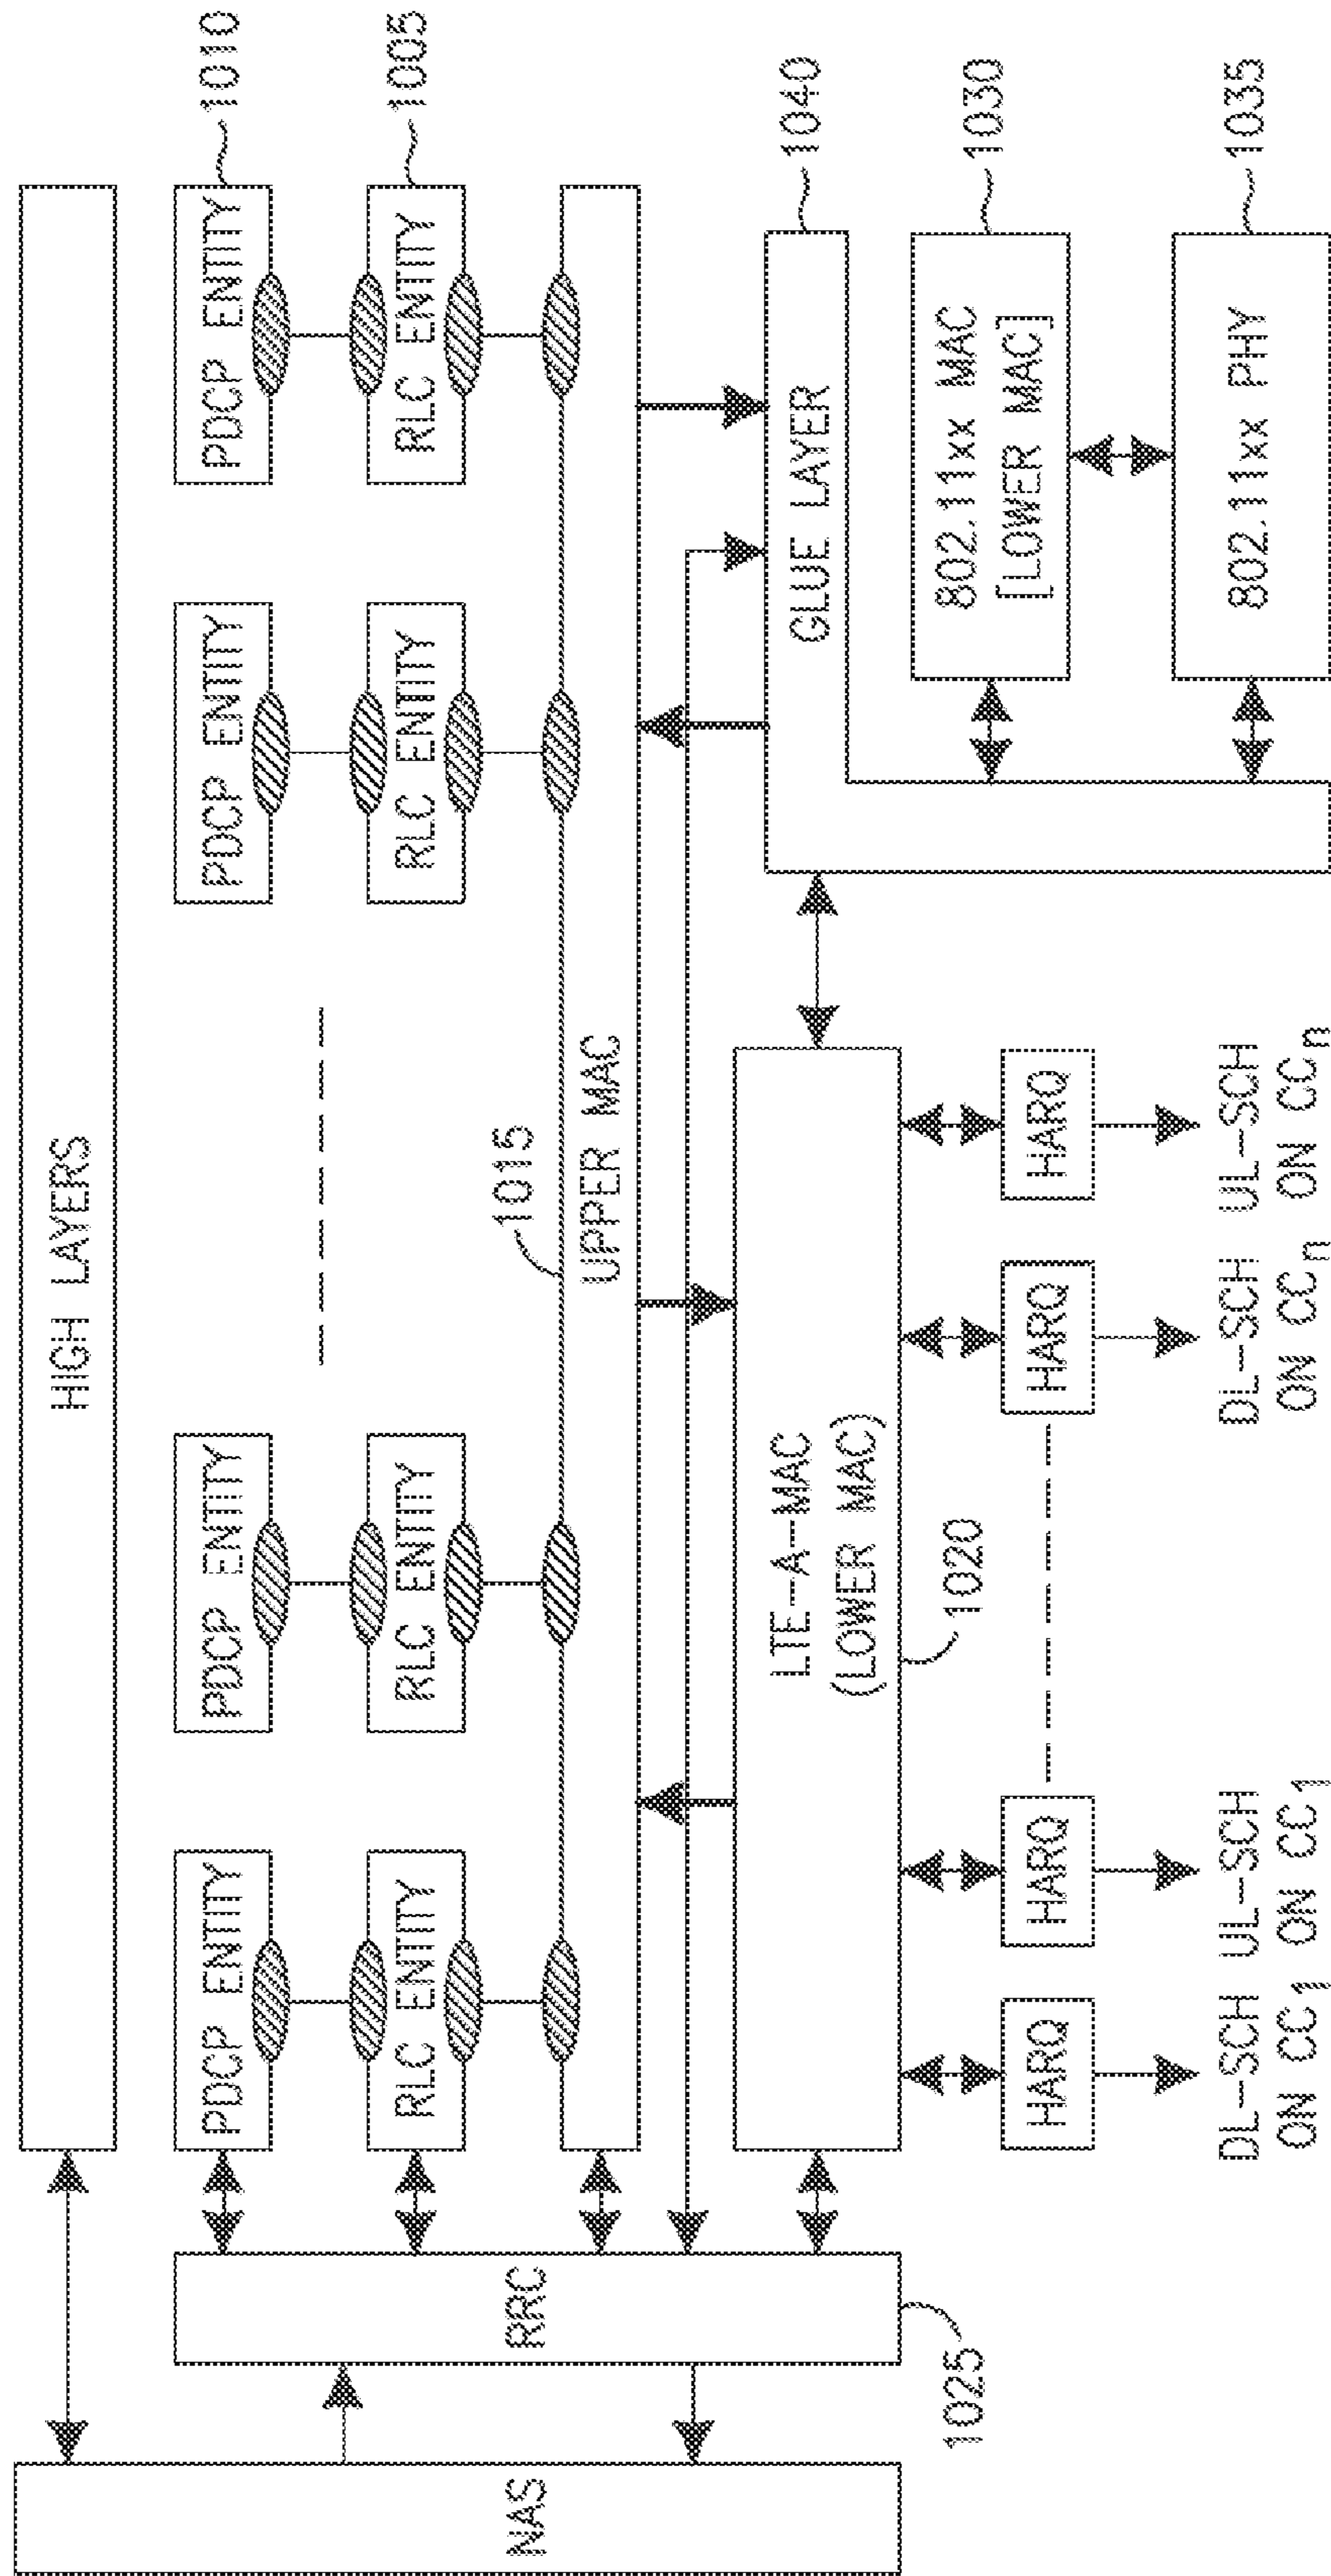 HIGH LAYERS
NAS
RRC
1025
PDCP ENTITY
PDCP ENTITY
PDCP ENTITY
PDCP ENTITY
1010
RLC ENTITY
RLC ENTITY
RLC ENTITY
RLC ENTITY
1005
1015
UPPER MAC
LTE-A-MAC
(LOWER MAC)
1020
GLUE LAYER
1040
802.11xx MAC
[LOWER MAC]
1030
802.11xx PHY
1035
HARQ
HARQ
HARQ
HARQ
DL-SCH UL-SCH
ON CC1 ON CC1
DL-SCH UL-SCH
ON CCn ON CCn